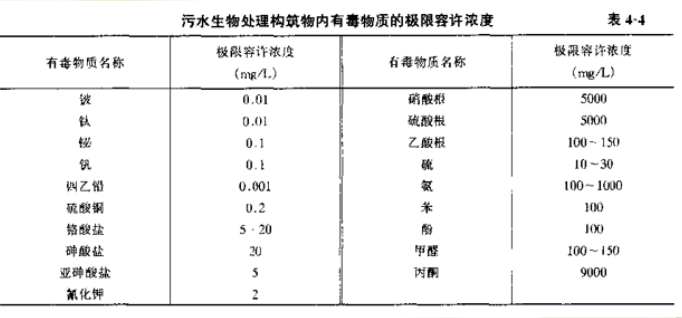 污水生物处理构筑物内有毒物质的极限容许浓度 表 4-4
有毒物质名称 极限容许浓度 (mg/L) 有毒物质名称 极限容许浓度 (mg/L)
铍 0.01 硝酸根 5000
钛 0.01 硫酸根 5000
铋 0.1 乙酸根 100~150
钒 0.1 硫 10~30
四乙铅 0.001 氨 100~1000
硫酸铜 0.2 苯 100
铬酸盐 5·20 酚 100
砷酸盐 20 甲醛 100~150
亚砷酸盐 5 丙酮 9000
氰化钾 2